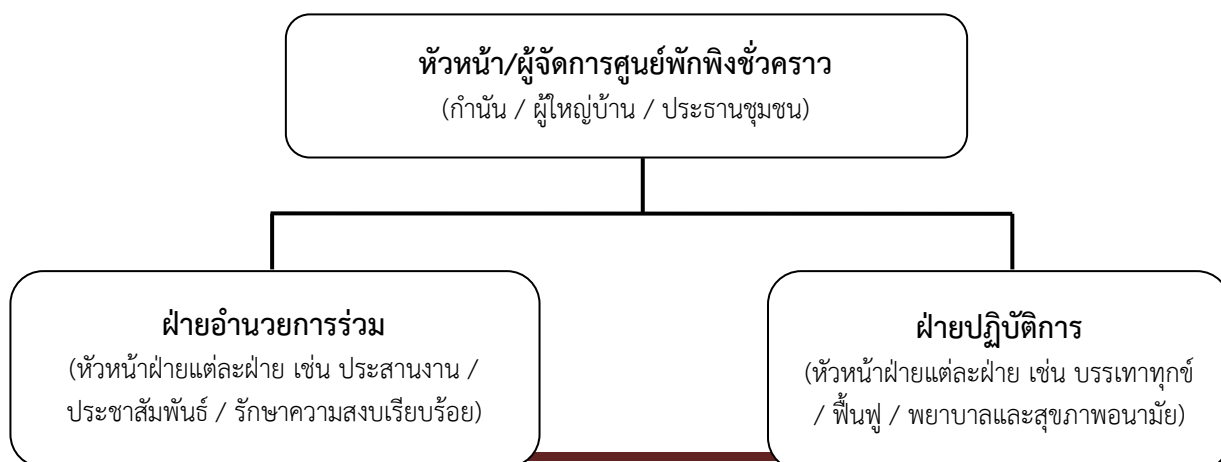 หัวหน้า/ผู้จัดการศูนย์พักพิงชั่วคราว
(กำนัน / ผู้ใหญ่บ้าน / ประธานชุมชน)
ฝ่ายอำนวยการร่วม
(หัวหน้าฝ่ายแต่ละฝ่าย เช่น ประสานงาน /
ประชาสัมพันธ์ / รักษาความสงบเรียบร้อย)
ฝ่ายปฏิบัติการ
(หัวหน้าฝ่ายแต่ละฝ่าย เช่น บรรเทาทุกข์
/ ฟื้นฟู / พยาบาลและสุขภาพอนามัย)